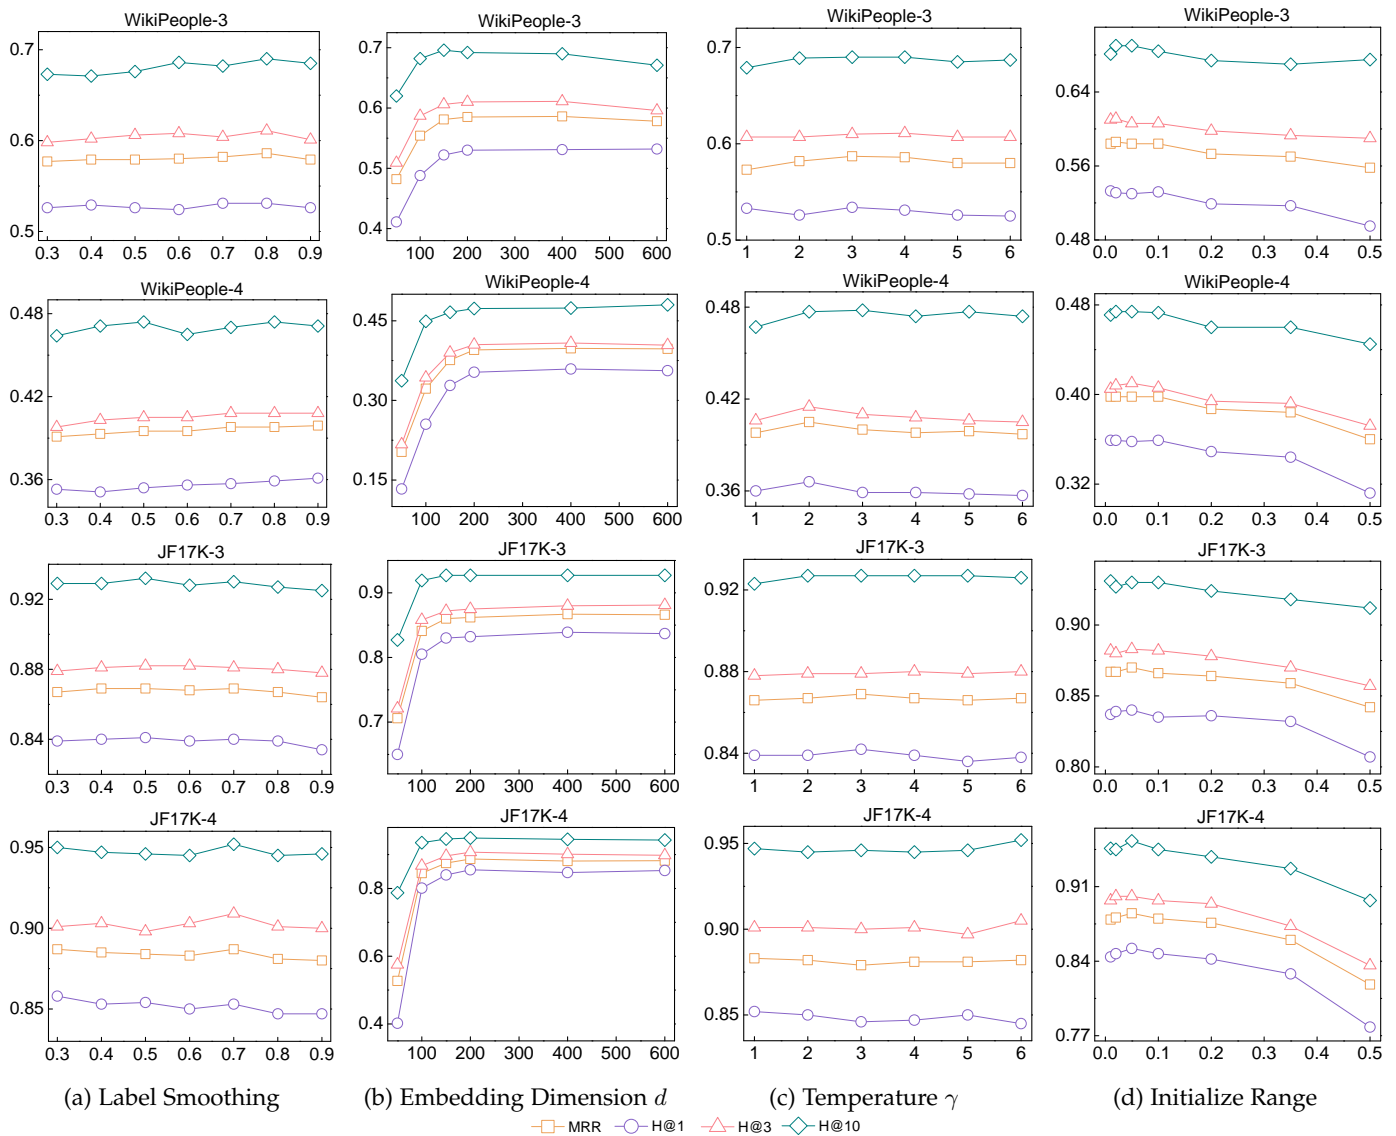 WikiPeople-3
WikiPeople-3
WikiPeople-3
WikiPeople-3
0.7
0.6
0.5
0.3 0.4 0.5 0.6 0.7 0.8 0.9
0.7
0.6
0.5
0.4
100 200 300 400 500 600
0.7
0.6
0.5
1 2 3 4 5 6
0.64
0.56
0.48
0.0 0.1 0.2 0.3 0.4 0.5
WikiPeople-4
WikiPeople-4
WikiPeople-4
WikiPeople-4
0.48
0.42
0.36
0.3 0.4 0.5 0.6 0.7 0.8 0.9
0.45
0.30
0.15
100 200 300 400 500 600
0.48
0.42
0.36
1 2 3 4 5 6
0.48
0.40
0.32
0.0 0.1 0.2 0.3 0.4 0.5
JF17K-3
JF17K-3
JF17K-3
JF17K-3
0.92
0.88
0.84
0.3 0.4 0.5 0.6 0.7 0.8 0.9
0.9
0.8
0.7
100 200 300 400 500 600
0.92
0.88
0.84
1 2 3 4 5 6
0.90
0.85
0.80
0.0 0.1 0.2 0.3 0.4 0.5
JF17K-4
JF17K-4
JF17K-4
JF17K-4
0.95
0.90
0.85
0.3 0.4 0.5 0.6 0.7 0.8 0.9
0.8
0.4
100 200 300 400 500 600
0.95
0.90
0.85
1 2 3 4 5 6
0.91
0.84
0.77
0.0 0.1 0.2 0.3 0.4 0.5
(a) Label Smoothing
(b) Embedding Dimension d
(c) Temperature γ
(d) Initialize Range
MRR H@1 H@3 H@10